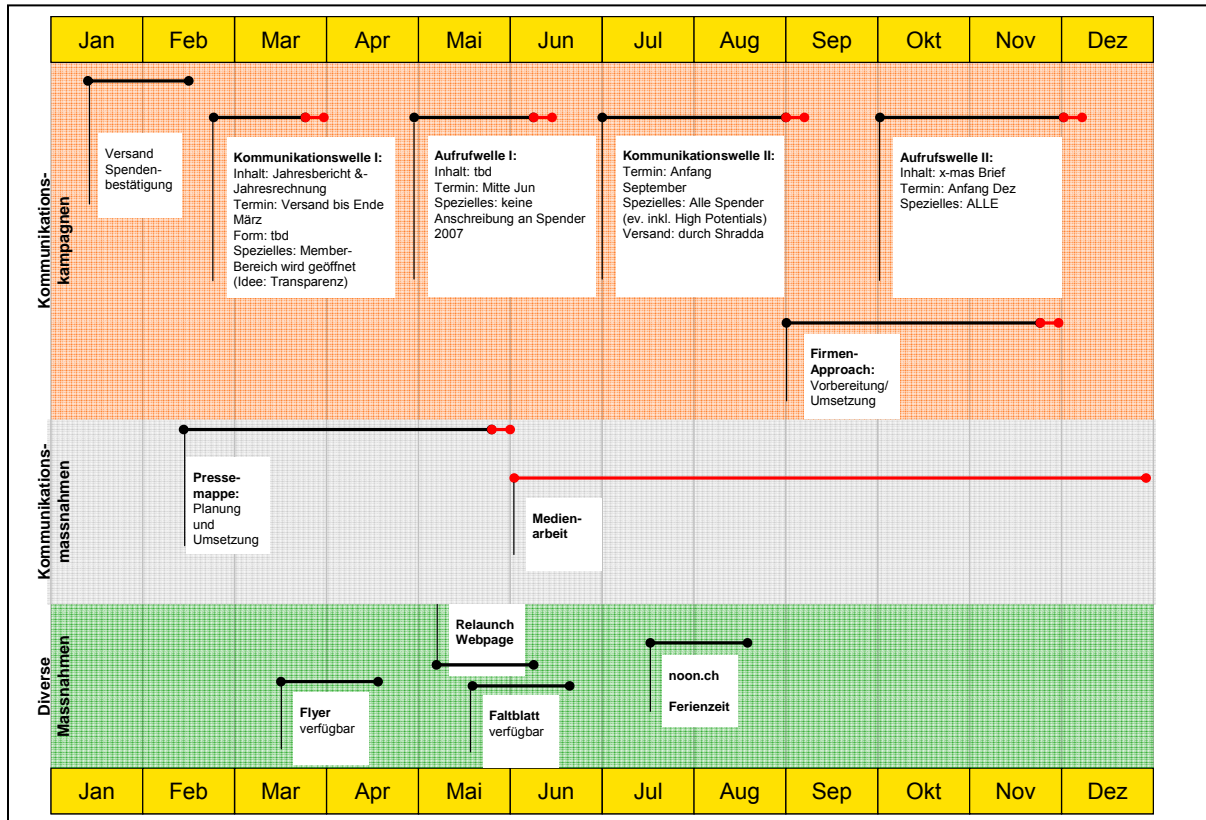 Jan Feb Mar Apr Mai Jun Jul Aug Sep Okt Nov Dez
Kommunikations-
kampagnen
Versand
Spenden-
bestätigung
Kommunikationswelle I:
Inhalt: Jahresbericht &-
Jahresrechnung
Termin: Versand bis Ende
März
Form: tbd
Spezielles: Member-
Bereich wird geöffnet
(Idee: Transparenz)
Aufrufwelle I:
Inhalt: tbd
Termin: Mitte Jun
Spezielles: keine
Anschreibung an Spender
2007
Kommunikationswelle II:
Termin: Anfang
September
Spezielles: Alle Spender
(ev. inkl. High Potentials)
Versand: durch Shradda
Aufrufswelle II:
Inhalt: x-mas Brief
Termin: Anfang Dez
Spezielles: ALLE
Firmen-
Approach:
Vorbereitung/
Umsetzung
Kommunikations-
massnahmen
Presse-
mappe:
Planung
und
Umsetzung
Medien-
arbeit
Diverse
Massnahmen
Relaunch
Webpage
Flyer
verfügbar
Faltblatt
verfügbar
noon.ch
Ferienzeit
Jan Feb Mar Apr Mai Jun Jul Aug Sep Okt Nov Dez